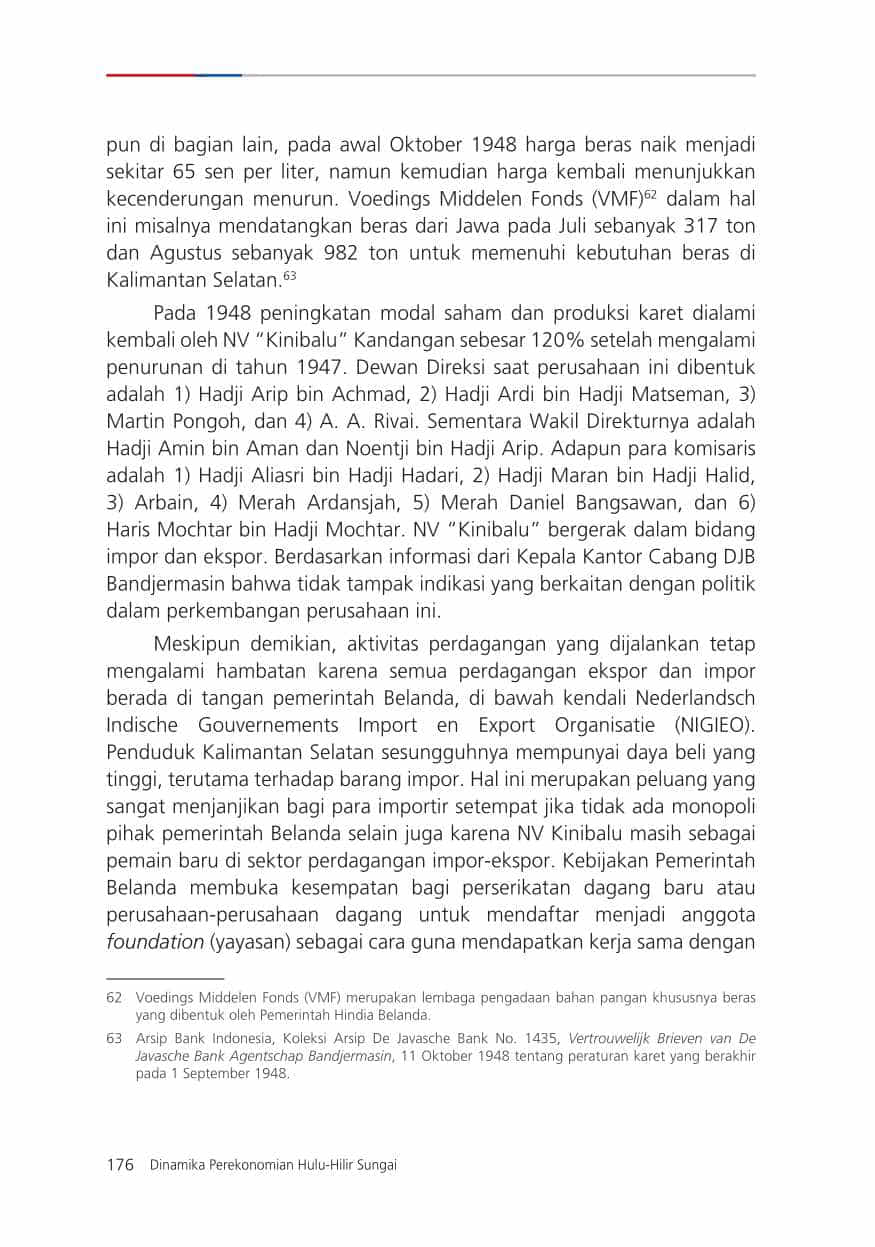 pun di bagian lain, pada awal Oktober 1948 harga beras naik menjadi
sekitar 65 sen per liter, namun kemudian harga kembali menunjukkan
kecenderungan menurun. Voedings Middelen Fonds (VMF)⁶² dalam hal
ini misalnya mendatangkan beras dari Jawa pada Juli sebanyak 317 ton
dan Agustus sebanyak 982 ton untuk memenuhi kebutuhan beras di
Kalimantan Selatan.⁶³
Pada 1948 peningkatan modal saham dan produksi karet dialami
kembali oleh NV “Kinibalu” Kandangan sebesar 120% setelah mengalami
penurunan di tahun 1947. Dewan Direksi saat perusahaan ini dibentuk
adalah 1) Hadji Arip bin Achmad, 2) Hadji Ardi bin Hadji Matseman, 3)
Martin Pongoh, dan 4) A. A. Rivai. Sementara Wakil Direkturnya adalah
Hadji Amin bin Aman dan Noentji bin Hadji Arip. Adapun para komisaris
adalah 1) Hadji Aliasri bin Hadji Hadari, 2) Hadji Maran bin Hadji Halid,
3) Arbain, 4) Merah Ardansjah, 5) Merah Daniel Bangsawan, dan 6)
Haris Mochtar bin Hadji Mochtar. NV “Kinibalu” bergerak dalam bidang
impor dan ekspor. Berdasarkan informasi dari Kepala Kantor Cabang DJB
Bandjermasin bahwa tidak tampak indikasi yang berkaitan dengan politik
dalam perkembangan perusahaan ini.
Meskipun demikian, aktivitas perdagangan yang dijalankan tetap
mengalami hambatan karena semua perdagangan ekspor dan impor
berada di tangan pemerintah Belanda, di bawah kendali Nederlandsch
Indische Gouvernements Import en Export Organisatie (NIGIEO).
Penduduk Kalimantan Selatan sesungguhnya mempunyai daya beli yang
tinggi, terutama terhadap barang impor. Hal ini merupakan peluang yang
sangat menjanjikan bagi para importir setempat jika tidak ada monopoli
pihak pemerintah Belanda selain juga karena NV Kinibalu masih sebagai
pemain baru di sektor perdagangan impor-ekspor. Kebijakan Pemerintah
Belanda membuka kesempatan bagi perserikatan dagang baru atau
perusahaan-perusahaan dagang untuk mendaftar menjadi anggota
foundation (yayasan) sebagai cara guna mendapatkan kerja sama dengan
62 Voedings Middelen Fonds (VMF) merupakan lembaga pengadaan bahan pangan khususnya beras
yang dibentuk oleh Pemerintah Hindia Belanda.
63 Arsip Bank Indonesia, Koleksi Arsip De Javasche Bank No. 1435, Vertrouwelijk Brieven van De
Javasche Bank Agentschap Bandjermasin, 11 Oktober 1948 tentang peraturan karet yang berakhir
pada 1 September 1948.
176 Dinamika Perekonomian Hulu-Hilir Sungai